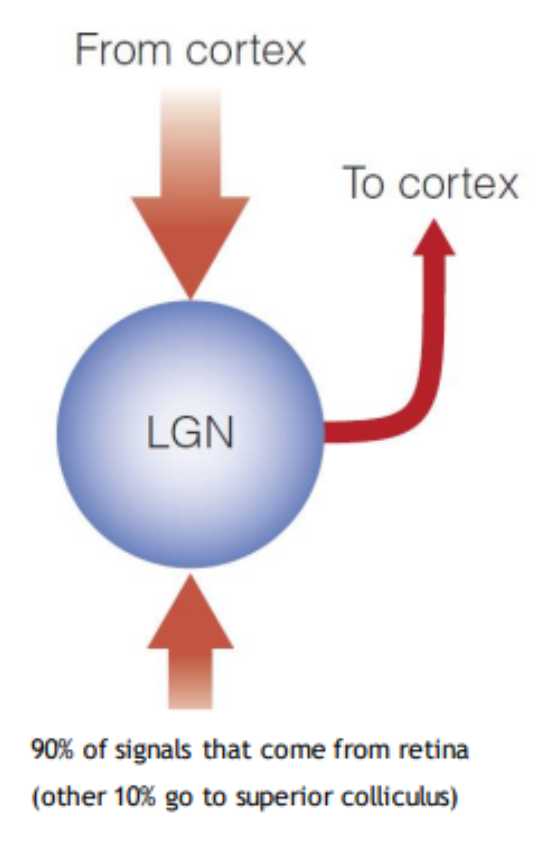 From cortex
To cortex
LGN
90% of signals that come from retina
(other 10% go to superior colliculus)